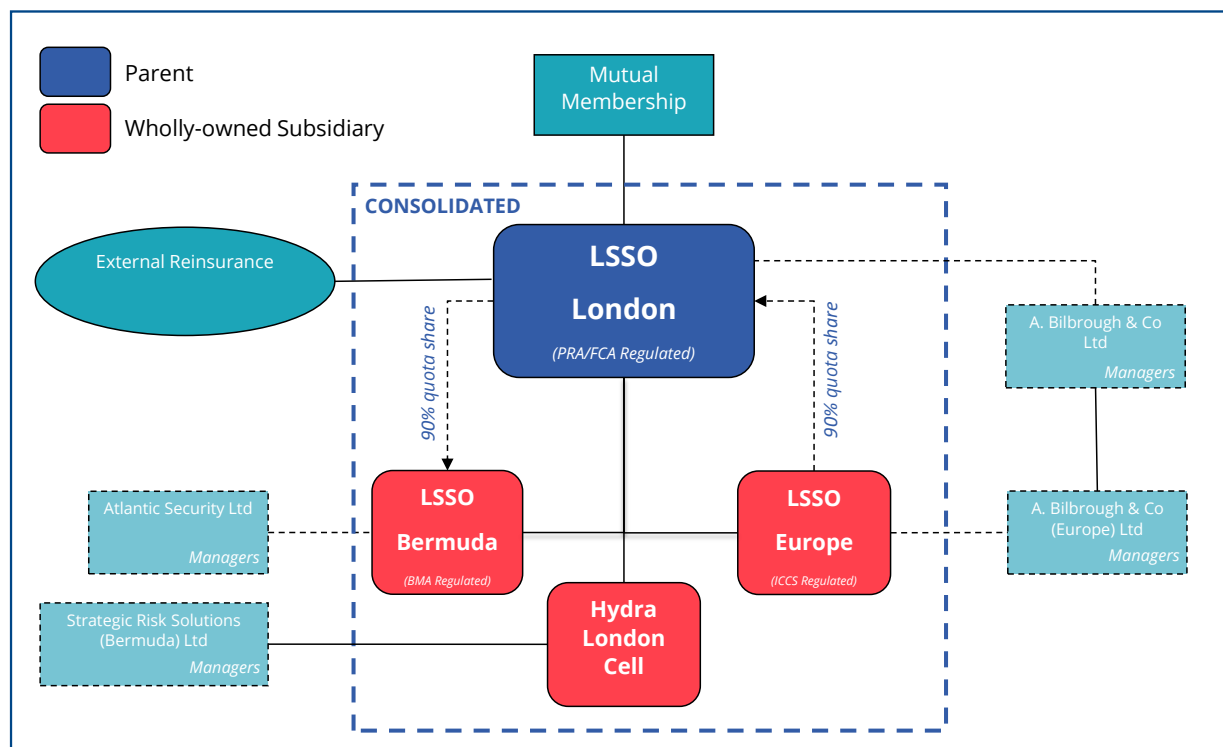 Parent
Wholly-owned Subsidiary
Mutual
Membership
CONSOLIDATED
LSSO
London
(PRA/FCA Regulated)
External Reinsurance
90% quota share
90% quota share
A. Bilbrough & Co
Ltd
Managers
Atlantic Security Ltd
Managers
LSSO
Bermuda
(BMA Regulated)
LSSO
Europe
(ICCS Regulated)
A. Bilbrough & Co
(Europe) Ltd
Managers
Strategic Risk Solutions
(Bermuda) Ltd
Managers
Hydra
London
Cell